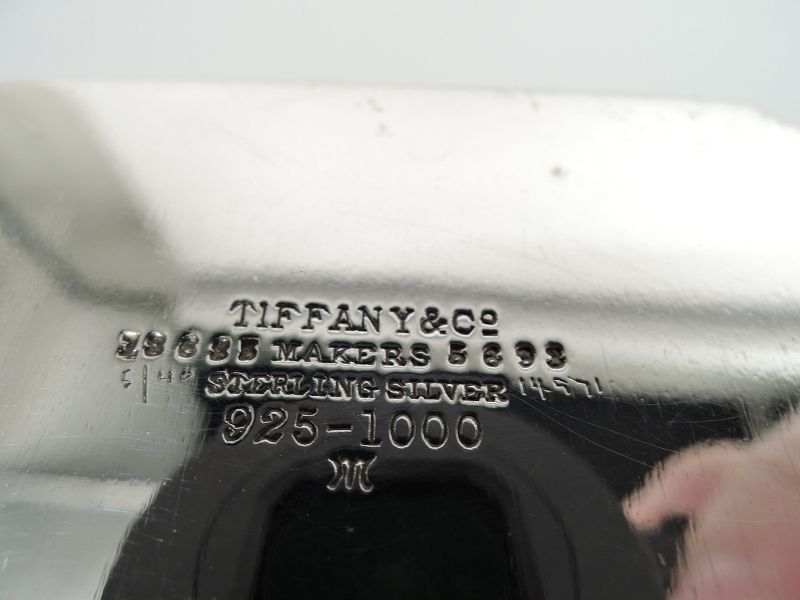 TIFFANY & Co
MAKERS
STERLING SILVER
925-1000
M